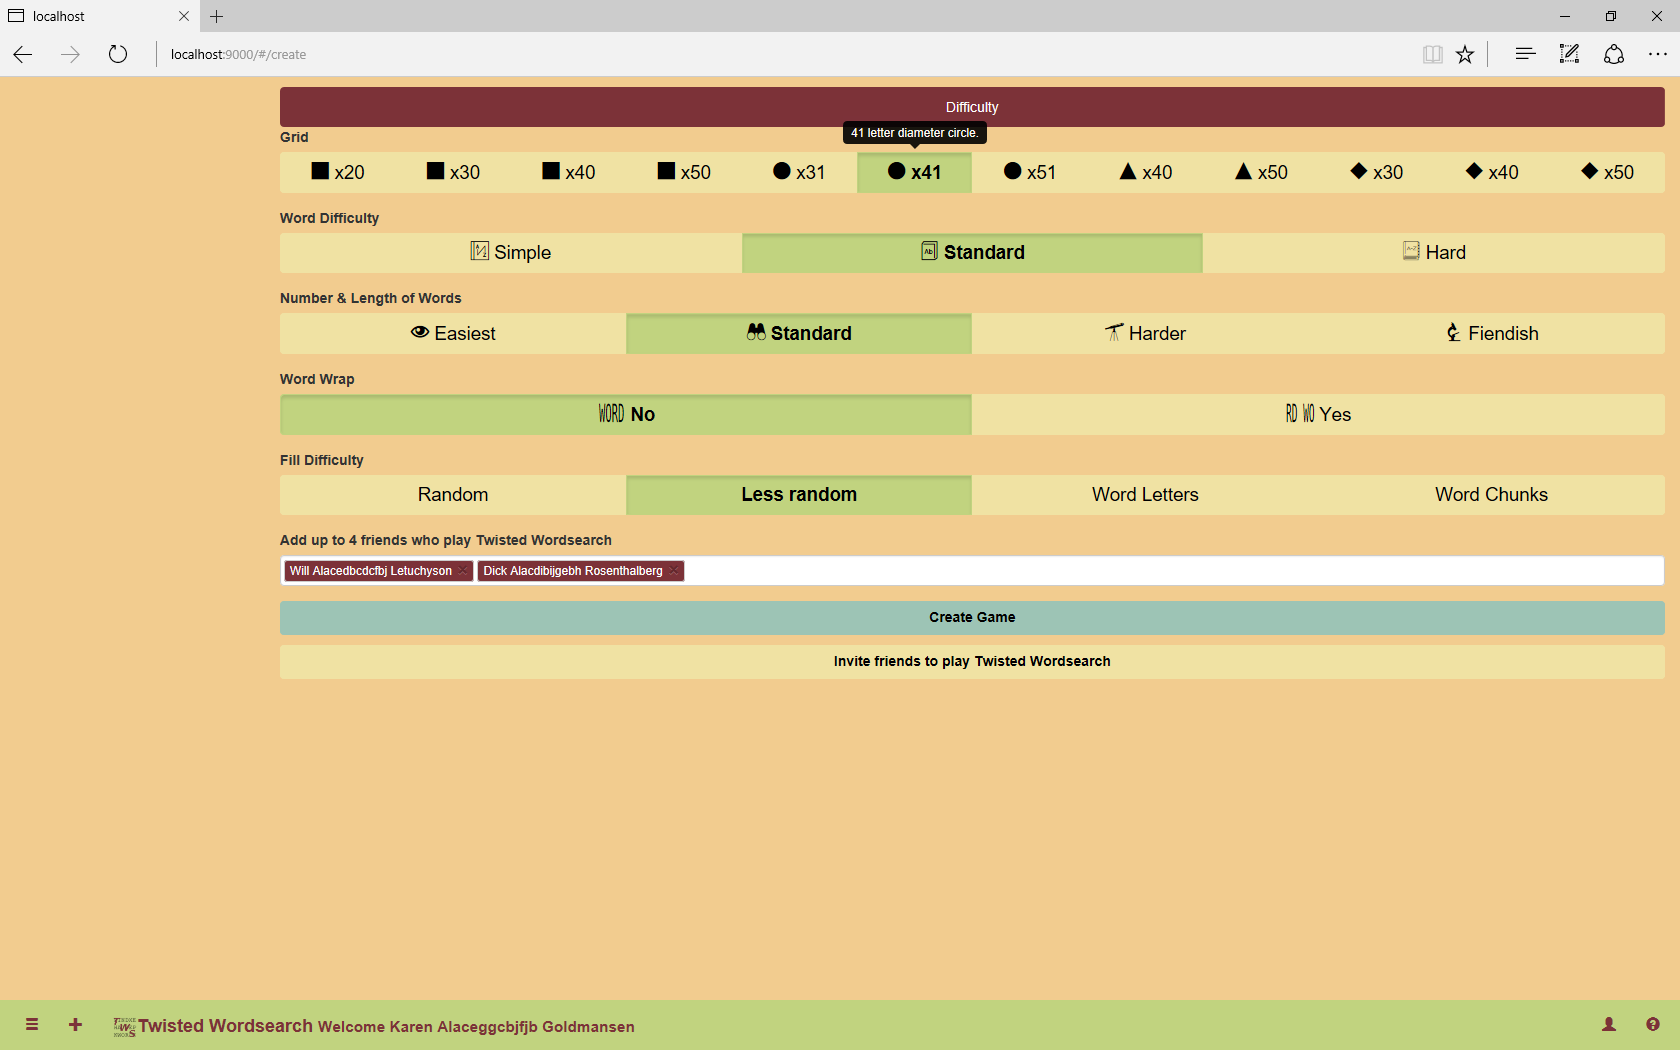 localhost
localhost:9000/#/create
Difficulty
41 letter diameter circle.
Grid
x20 x30 x40 x50 x31 x41 x51 x40 x50 x30 x40 x50
Word Difficulty
Simple Standard Hard
Number & Length of Words
Easiest Standard Harder Fiendish
Word Wrap
WORD No RD WO Yes
Fill Difficulty
Random Less random Word Letters Word Chunks
Add up to 4 friends who play Twisted Wordsearch
Will Alacedbcdcfbj Letuchyson Dick Alacdibijgebh Rosenthalberg
Create Game
Invite friends to play Twisted Wordsearch
Twisted Wordsearch Welcome Karen Alaceggcbjfjb Goldmansen